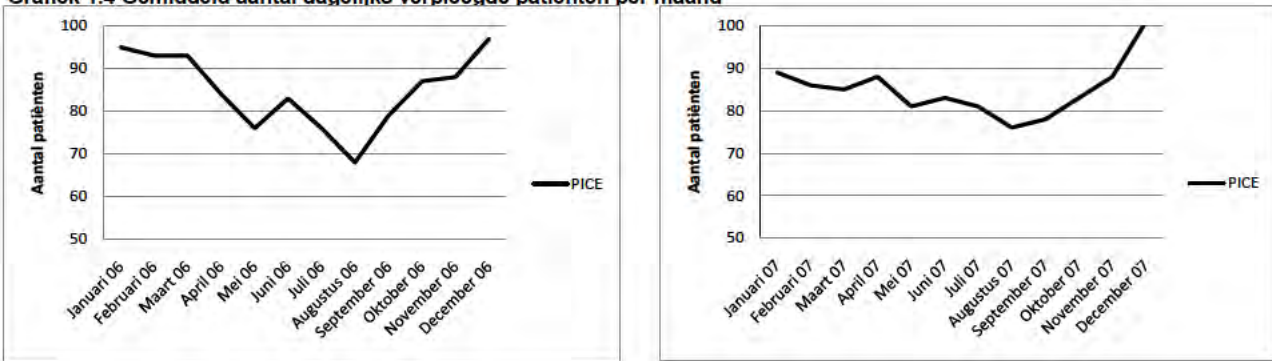 Grafiek 1.4 Gemiddeld aantal dagelijks verpleegde patiënten per maand
100
90
80
70
60
50
Aantal patiënten
PICE
Januari 06
Februari 06
Maart 06
April 06
Mei 06
Juni 06
Juli 06
Augustus 06
September 06
Oktober 06
November 06
December 06
100
90
80
70
60
50
Aantal patiënten
PICE
Januari 07
Februari 07
Maart 07
April 07
Mei 07
Juni 07
Juli 07
Augustus 07
September 07
Oktober 07
November 07
December 07